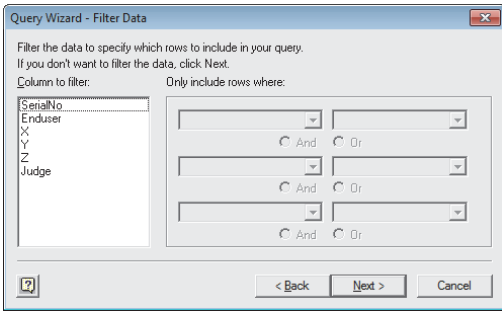 Query Wizard - Filter Data
Filter the data to specify which rows to include in your query.
If you don't want to filter the data, click Next.
Column to filter:
Only include rows where:
SerialNo
Enduser
X
Y
Z
Judge
And Or
And Or
And Or
< Back Next > Cancel